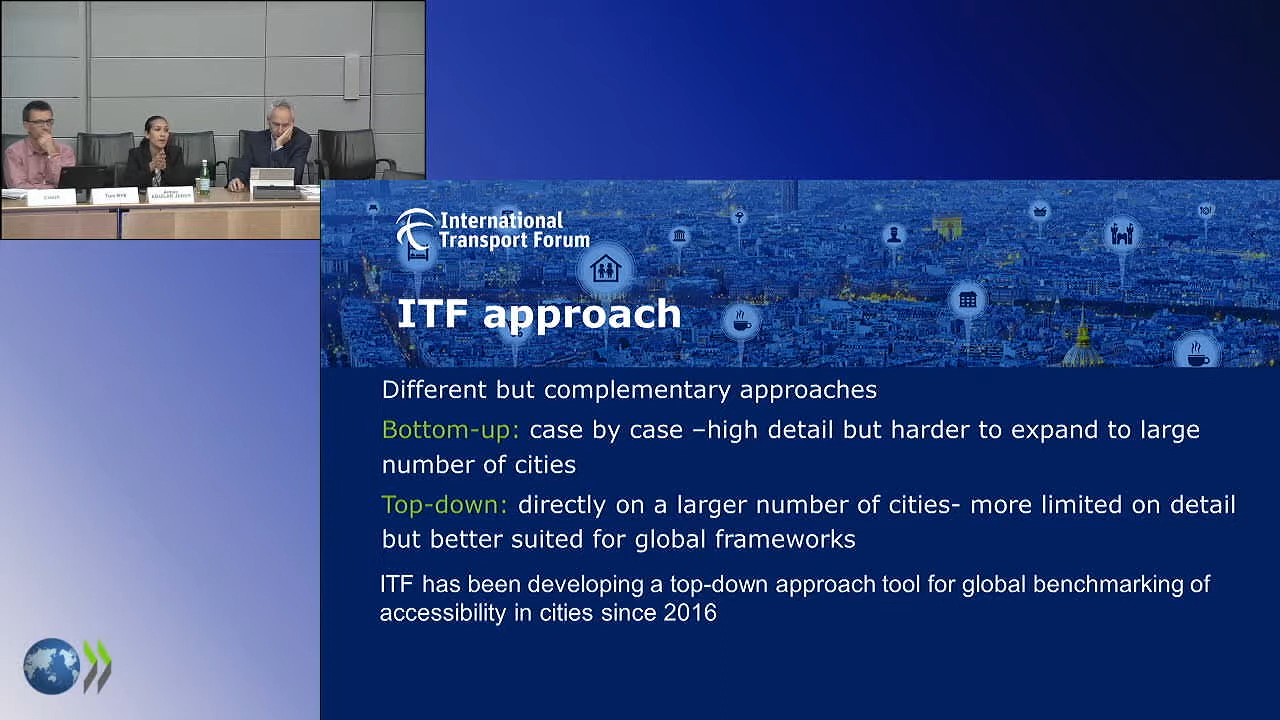 AGUILAR JABER
International
Transport Forum
ITF approach
Different but complementary approaches
Bottom-up: case by case –high detail but harder to expand to large
number of cities
Top-down: directly on a larger number of cities- more limited on detail
but better suited for global frameworks
ITF has been developing a top-down approach tool for global benchmarking of
accessibility in cities since 2016